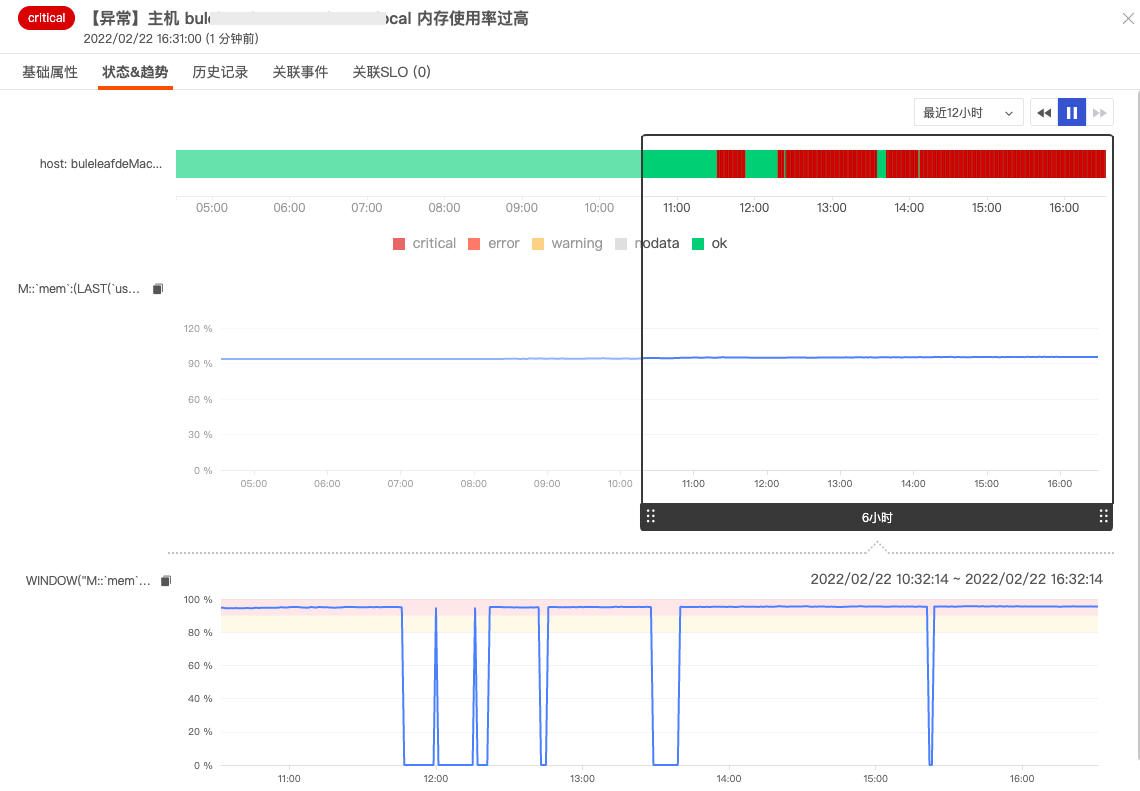 critical
【异常】主机 bul ocal 内存使用率过高
2022/02/22 16:31:00 (1 分钟前)
基础属性 状态&趋势 历史记录 关联事件 关联SLO (0)
最近12小时
host: buleleafdeMac...
05:00 06:00 07:00 08:00 09:00 10:00 11:00 12:00 13:00 14:00 15:00 16:00
critical error warning nodata ok
M::`mem`:(LAST(`us...
120 %
90 %
60 %
30 %
0 %
05:00 06:00 07:00 08:00 09:00 10:00 11:00 12:00 13:00 14:00 15:00 16:00
6小时
WINDOW("M::`mem`...
2022/02/22 10:32:14 ~ 2022/02/22 16:32:14
100 %
80 %
60 %
40 %
20 %
0 %
11:00 12:00 13:00 14:00 15:00 16:00